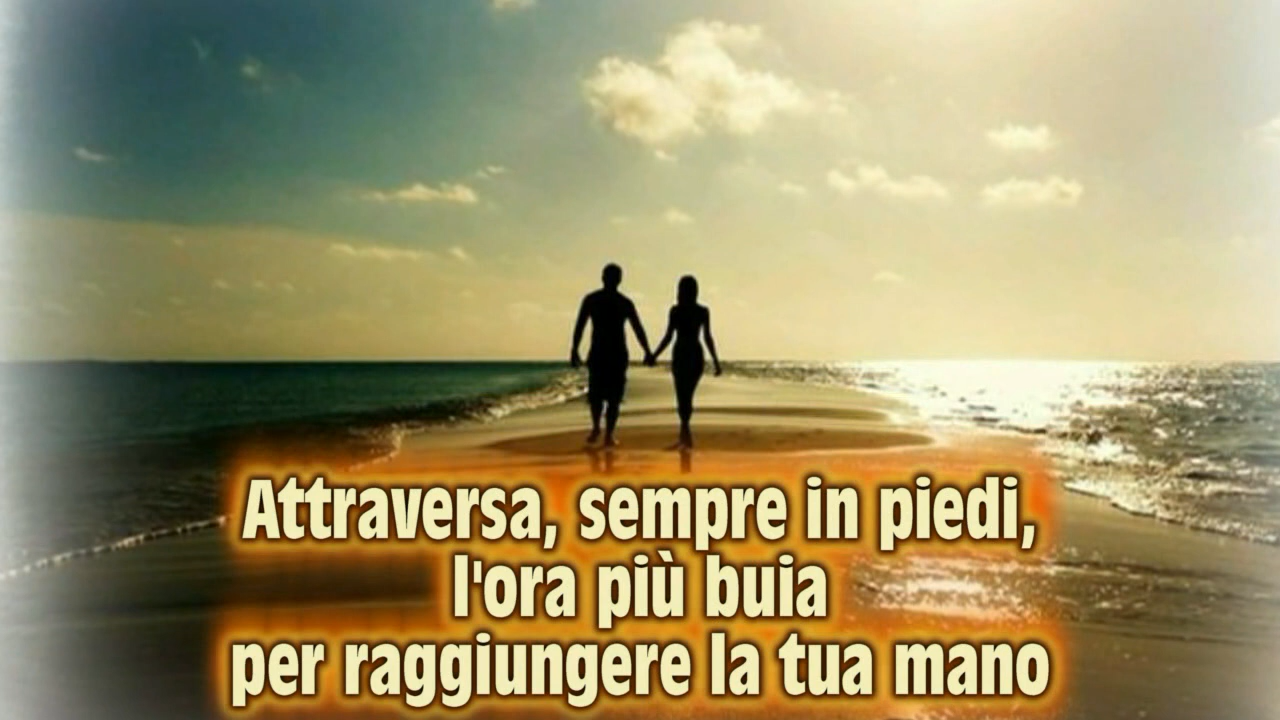 Attraversa, sempre in piedi,
l'ora più buia
per raggiungere la tua mano